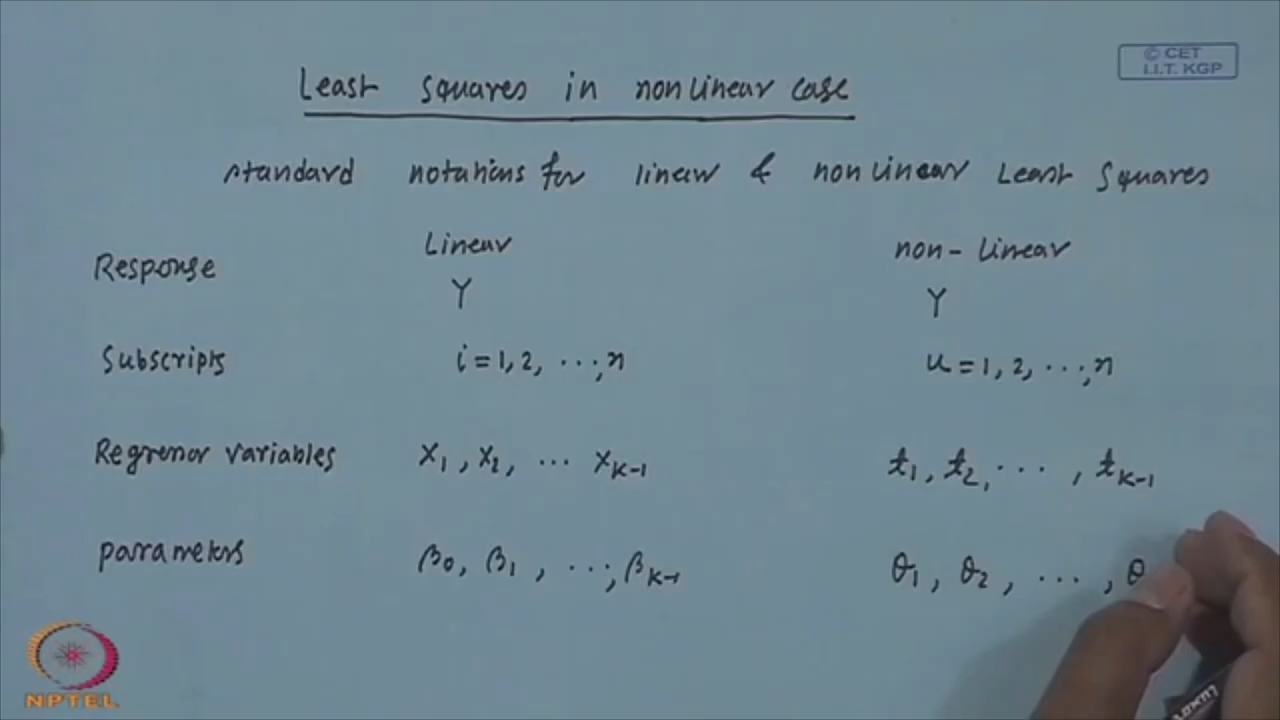 © CET
I.I.T. KGP
Least squares in nonlinear case
standard notations for linear & nonlinear Least Squares
Linear non-linear
Response Y Y
Subscripts i = 1, 2, ..., n u = 1, 2, ..., n
Regressor variables x₁, x₂, ... xₖ₋₁ t₁, t₂, ..., tₖ₋₁
parameters β₀, β₁, ..., βₖ₋₁ θ₁, θ₂, ..., θ
NPTEL